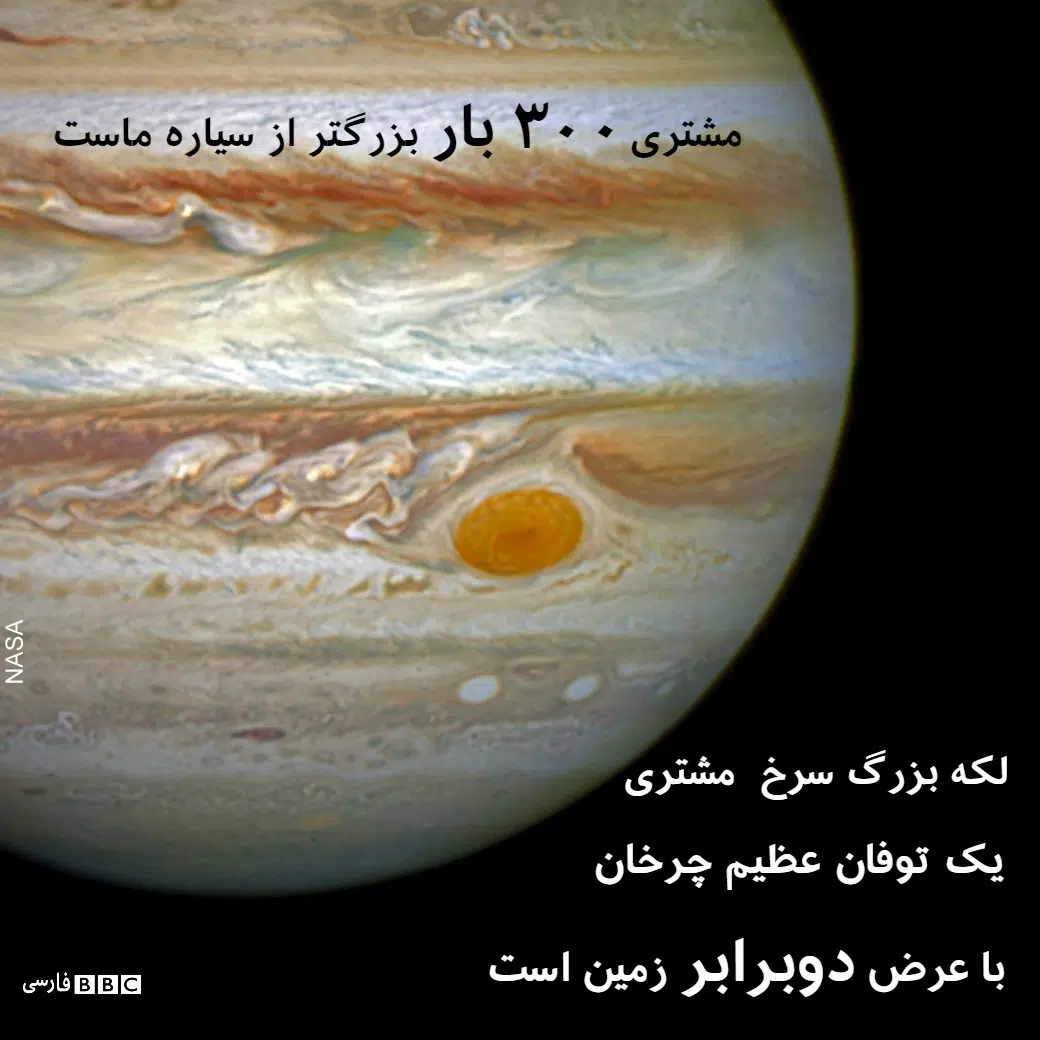 مشتری ۳۰۰ بار بزرگتر از سیاره ماست
NASA
لکه بزرگ سرخ مشتری
یک توفان عظیم چرخان
با عرض دوبرابر زمین است
BBC فارسی